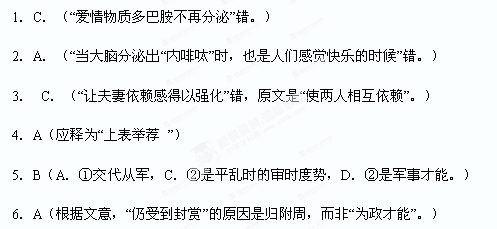 1. C. （“爱情物质多巴胺不再分泌”错。）
2. A. （“当大脑分泌出“内啡呔”时，也是人们感觉快乐的时候”错。）
3. C. （“让夫妻依赖感得以强化”错，原文是“使两人相互依赖”。）
4. A（应释为“上表举荐 ”）
5. B（A. ①交代从军，C. ②是平乱时的审时度势，D. ②是军事才能。）
6. A（根据文意，“仍受到封赏”的原因是归附周，而非“为政才能”。）